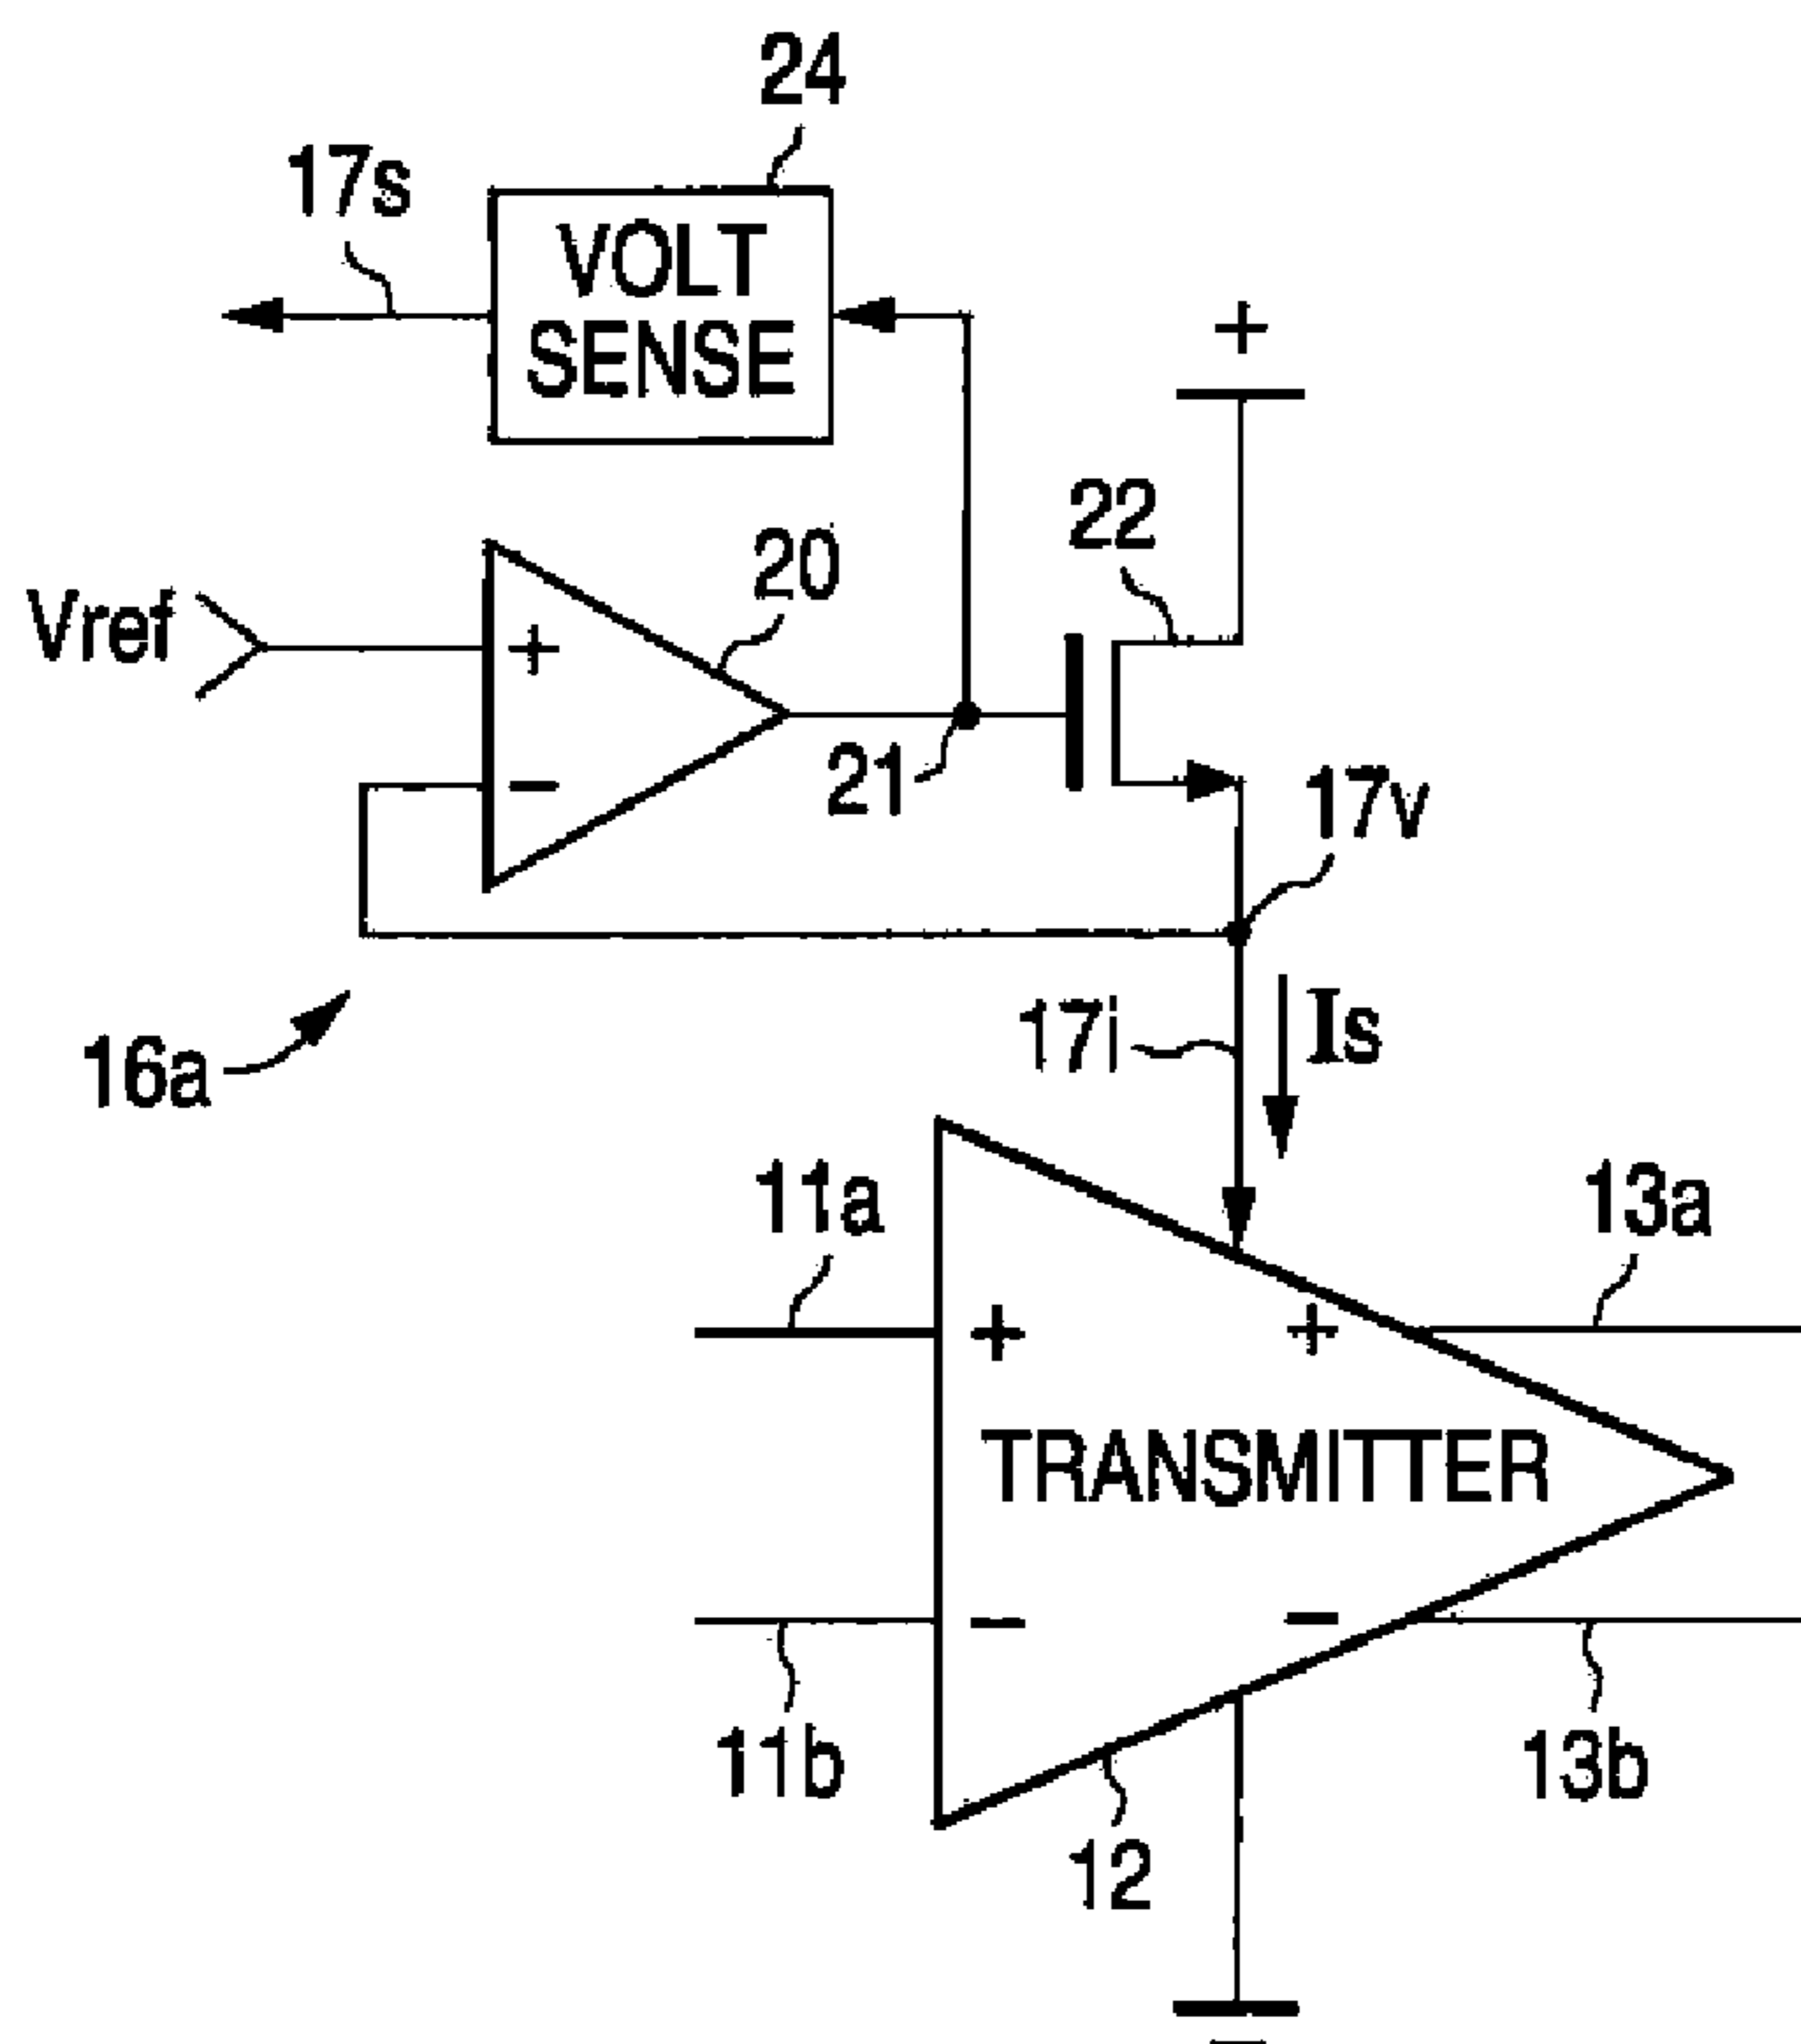 24
17s
VOLT
SENSE
+
22
20
Vref
+
−
21
17v
17i
Is
16a
11a
13a
+
+
TRANSMITTER
−
−
11b
13b
12